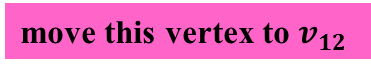 move this vertex to 𝒗₁₂